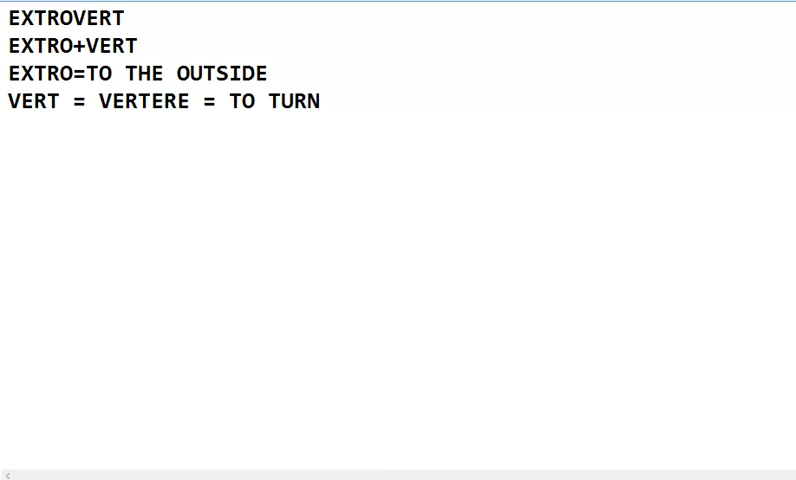 EXTROVERT
EXTRO+VERT
EXTRO=TO THE OUTSIDE
VERT = VERTERE = TO TURN